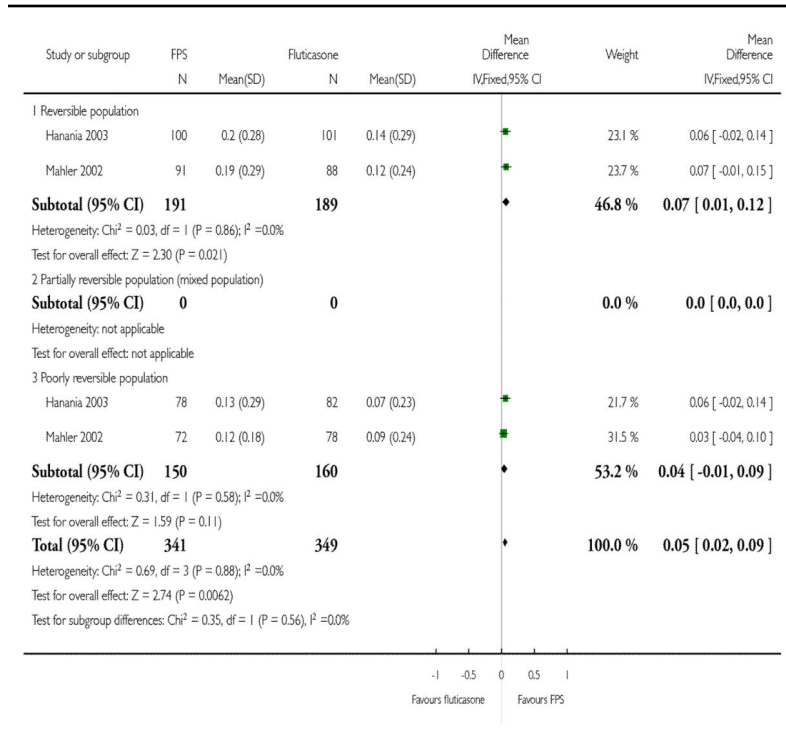 Study or subgroup FPS Fluticasone Mean Difference Weight Mean Difference
N Mean(SD) N Mean(SD) IV,Fixed,95% CI IV,Fixed,95% CI
1 Reversible population
Hanania 2003 100 0.2 (0.28) 101 0.14 (0.29) 23.1 % 0.06 [ -0.02, 0.14 ]
Mahler 2002 91 0.19 (0.29) 88 0.12 (0.24) 23.7 % 0.07 [ -0.01, 0.15 ]
Subtotal (95% CI) 191 189 46.8 % 0.07 [ 0.01, 0.12 ]
Heterogeneity: Chi² = 0.03, df = 1 (P = 0.86); I² =0.0%
Test for overall effect: Z = 2.30 (P = 0.021)
2 Partially reversible population (mixed population)
Subtotal (95% CI) 0 0 0.0 % 0.0 [ 0.0, 0.0 ]
Heterogeneity: not applicable
Test for overall effect: not applicable
3 Poorly reversible population
Hanania 2003 78 0.13 (0.29) 82 0.07 (0.23) 21.7 % 0.06 [ -0.02, 0.14 ]
Mahler 2002 72 0.12 (0.18) 78 0.09 (0.24) 31.5 % 0.03 [ -0.04, 0.10 ]
Subtotal (95% CI) 150 160 53.2 % 0.04 [ -0.01, 0.09 ]
Heterogeneity: Chi² = 0.31, df = 1 (P = 0.58); I² =0.0%
Test for overall effect: Z = 1.59 (P = 0.11)
Total (95% CI) 341 349 100.0 % 0.05 [ 0.02, 0.09 ]
Heterogeneity: Chi² = 0.69, df = 3 (P = 0.88); I² =0.0%
Test for overall effect: Z = 2.74 (P = 0.0062)
Test for subgroup differences: Chi² = 0.35, df = 1 (P = 0.56), I² =0.0%
-1 -0.5 0 0.5 1
Favours fluticasone Favours FPS